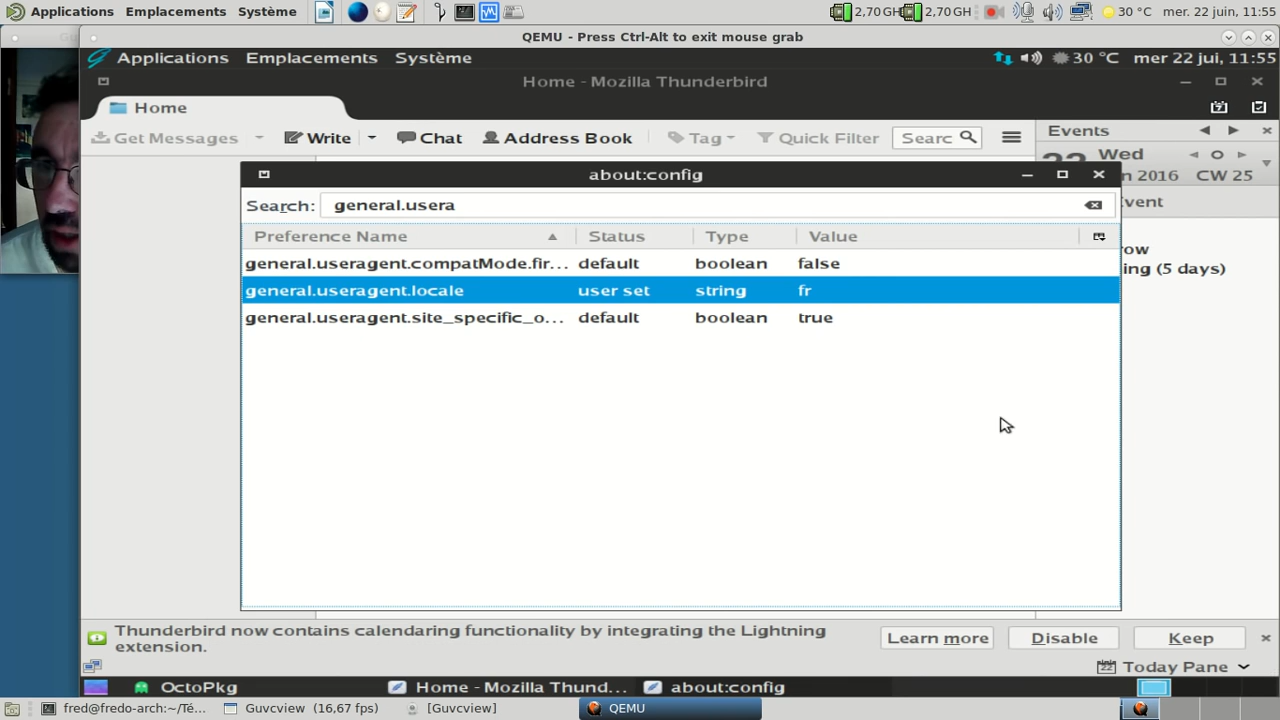 Applications Emplacements Système 2,70 GH 2,70 GH 30 °C mer. 22 juin, 11:55
QEMU - Press Ctrl-Alt to exit mouse grab
Applications Emplacements Système 30 °C mer 22 jui, 11:55
Home - Mozilla Thunderbird
Home
Get Messages Write Chat Address Book Tag Quick Filter Searc
Events
Wed
n 2016 CW 25
vent
row
ing (5 days)
about:config
Search: general.usera
Preference Name Status Type Value
general.useragent.compatMode.fir... default boolean false
general.useragent.locale user set string fr
general.useragent.site_specific_o... default boolean true
Thunderbird now contains calendaring functionality by integrating the Lightning
extension.
Learn more Disable Keep
22 Today Pane
OctoPkg Home - Mozilla Thund... about:config
fred@fredo-arch:~/Té... Guvcview (16,67 fps) [Guvcview] QEMU